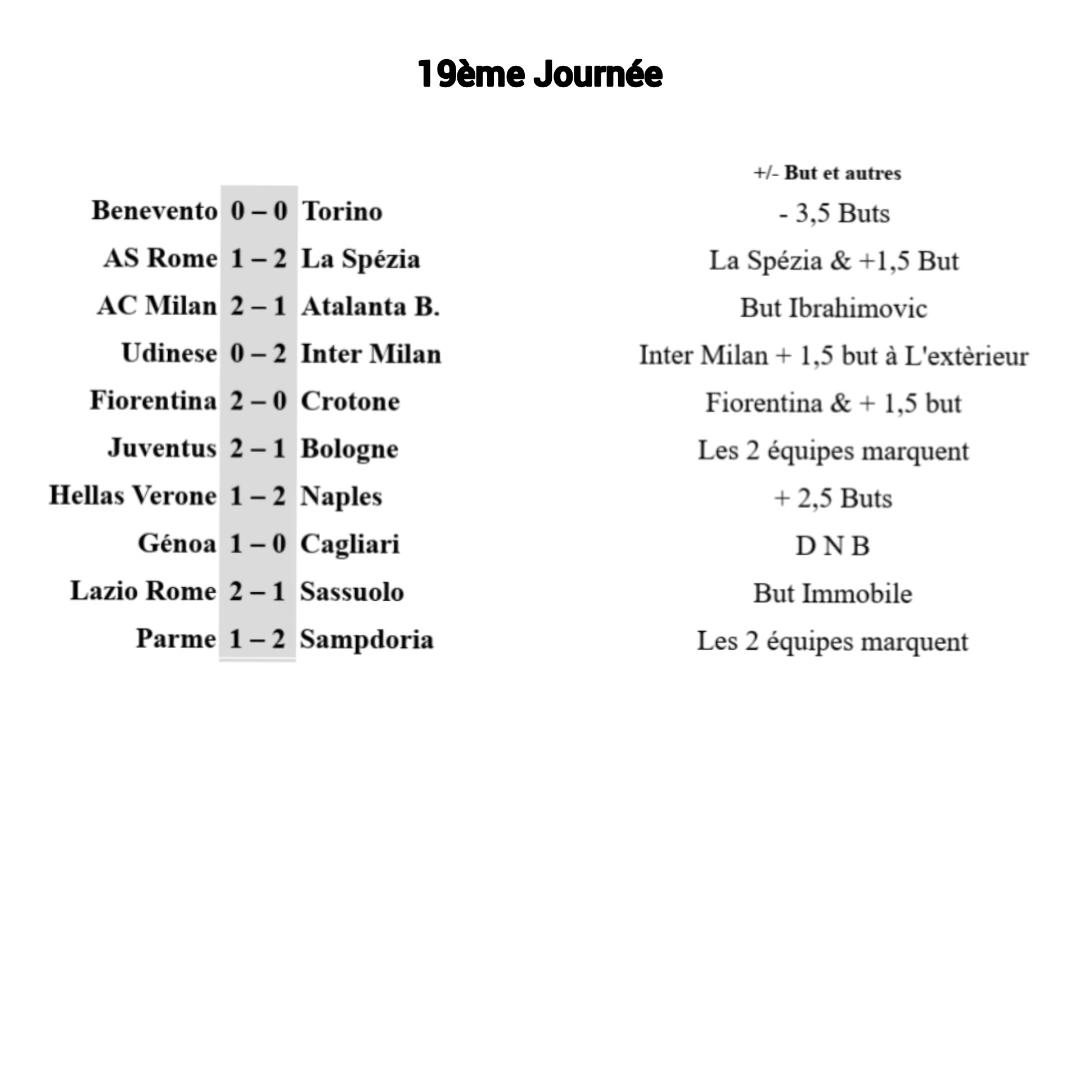 19ème Journée
+/- But et autres
Benevento 0 – 0 Torino - 3,5 Buts
AS Rome 1 – 2 La Spézia La Spézia & +1,5 But
AC Milan 2 – 1 Atalanta B. But Ibrahimovic
Udinese 0 – 2 Inter Milan Inter Milan + 1,5 but à L'extèrieur
Fiorentina 2 – 0 Crotone Fiorentina & + 1,5 but
Juventus 2 – 1 Bologne Les 2 équipes marquent
Hellas Verone 1 – 2 Naples + 2,5 Buts
Génoa 1 – 0 Cagliari D N B
Lazio Rome 2 – 1 Sassuolo But Immobile
Parme 1 – 2 Sampdoria Les 2 équipes marquent